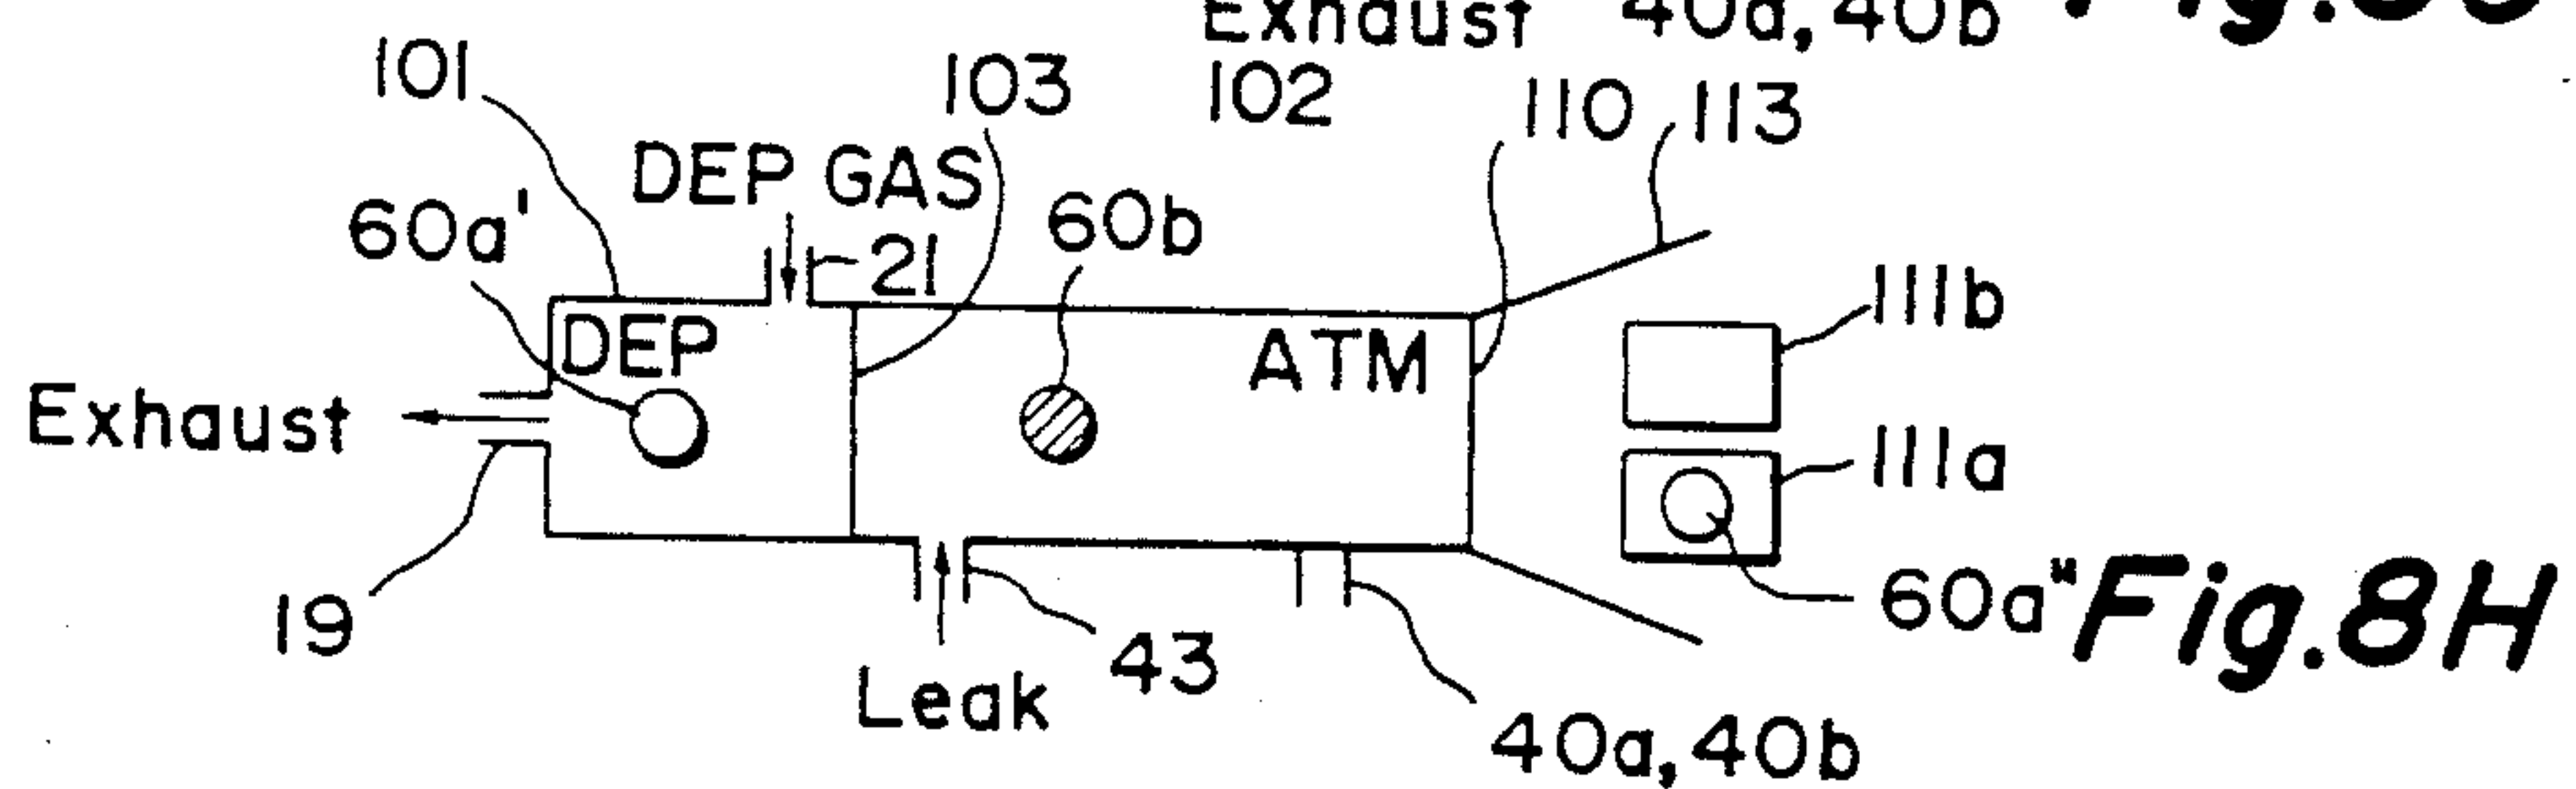 Exhaust 40a, 40b
101 103 102 110 113
DEP GAS
60a' 21 60b 111b
DEP ATM
Exhaust 111a
19 43 60a" Fig.8H
Leak 40a, 40b